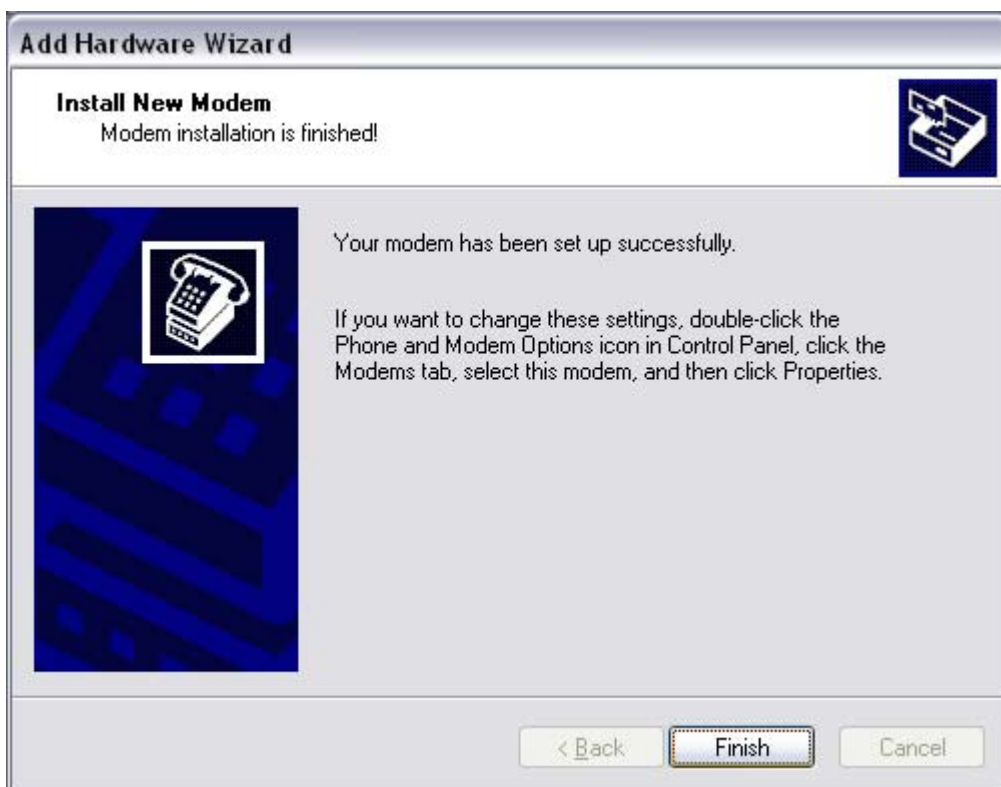 Add Hardware Wizard
Install New Modem
Modem installation is finished!
Your modem has been set up successfully.
If you want to change these settings, double-click the
Phone and Modem Options icon in Control Panel, click the
Modems tab, select this modem, and then click Properties.
< Back
Finish
Cancel